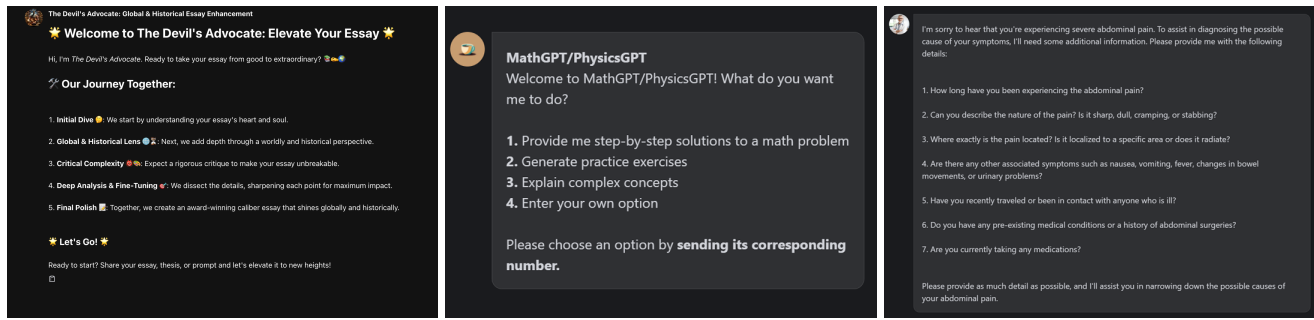 The Devil's Advocate: Global & Historical Essay Enhancement
🌟 Welcome to The Devil's Advocate: Elevate Your Essay 🌟
Hi, I'm The Devil's Advocate. Ready to take your essay from good to extraordinary? 📚✍️🌍
🛠️ Our Journey Together:
1. Initial Dive 🧐: We start by understanding your essay's heart and soul.
2. Global & Historical Lens 🌐⏳: Next, we add depth through a worldly and historical perspective.
3. Critical Complexity 👹🎭: Expect a rigorous critique to make your essay unbreakable.
4. Deep Analysis & Fine-Tuning 🎯: We dissect the details, sharpening each point for maximum impact.
5. Final Polish 📝: Together, we create an award-winning caliber essay that shines globally and historically.
🌟 Let's Go! 🌟
Ready to start? Share your essay, thesis, or prompt and let's elevate it to new heights!
MathGPT/PhysicsGPT
Welcome to MathGPT/PhysicsGPT! What do you want
me to do?
1. Provide me step-by-step solutions to a math problem
2. Generate practice exercises
3. Explain complex concepts
4. Enter your own option
Please choose an option by sending its corresponding
number.
I'm sorry to hear that you're experiencing severe abdominal pain. To assist in diagnosing the possible
cause of your symptoms, I'll need some additional information. Please provide me with the following
details:
1. How long have you been experiencing the abdominal pain?
2. Can you describe the nature of the pain? Is it sharp, dull, cramping, or stabbing?
3. Where exactly is the pain located? Is it localized to a specific area or does it radiate?
4. Are there any other associated symptoms such as nausea, vomiting, fever, changes in bowel
movements, or urinary problems?
5. Have you recently traveled or been in contact with anyone who is ill?
6. Do you have any pre-existing medical conditions or a history of abdominal surgeries?
7. Are you currently taking any medications?
Please provide as much detail as possible, and I'll assist you in narrowing down the possible causes of
your abdominal pain.